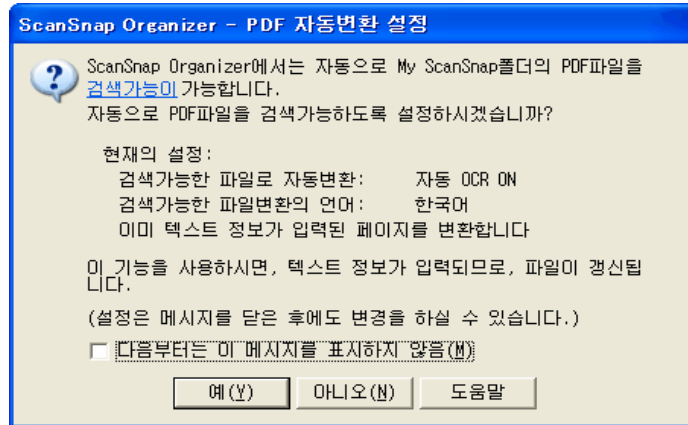 ScanSnap Organizer - PDF 자동변환 설정
ScanSnap Organizer에서는 자동으로 My ScanSnap폴더의 PDF파일을
검색가능이 가능합니다.
자동으로 PDF파일을 검색가능하도록 설정하시겠습니까?
현재의 설정:
검색가능한 파일로 자동변환: 자동 OCR ON
검색가능한 파일변환의 언어: 한국어
이미 텍스트 정보가 입력된 페이지를 변환합니다
이 기능을 사용하시면, 텍스트 정보가 입력되므로, 파일이 갱신됩
니다.
(설정은 메시지를 닫은 후에도 변경을 하실 수 있습니다.)
다음부터는 이 메시지를 표시하지 않음(M)
예(Y) 아니오(N) 도움말